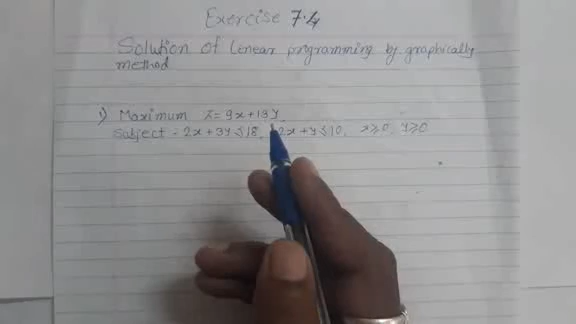 Exercise 7.4
Solution of Linear programming by graphically
method
1) Maximum z = 9x+13y
Subject - 2x+3y≤18, 2x+y≤10, x≥0, y≥0